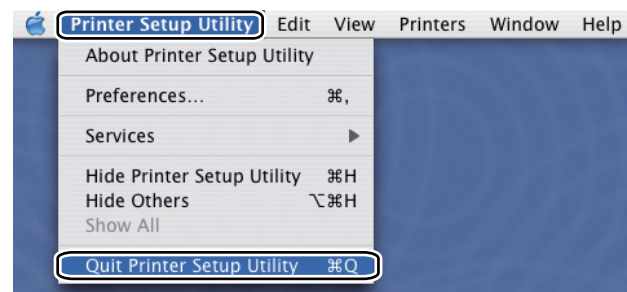 Printer Setup Utility Edit View Printers Window Help
About Printer Setup Utility
Preferences... ⌘,
Services
Hide Printer Setup Utility ⌘H
Hide Others ⌥⌘H
Show All
Quit Printer Setup Utility ⌘Q